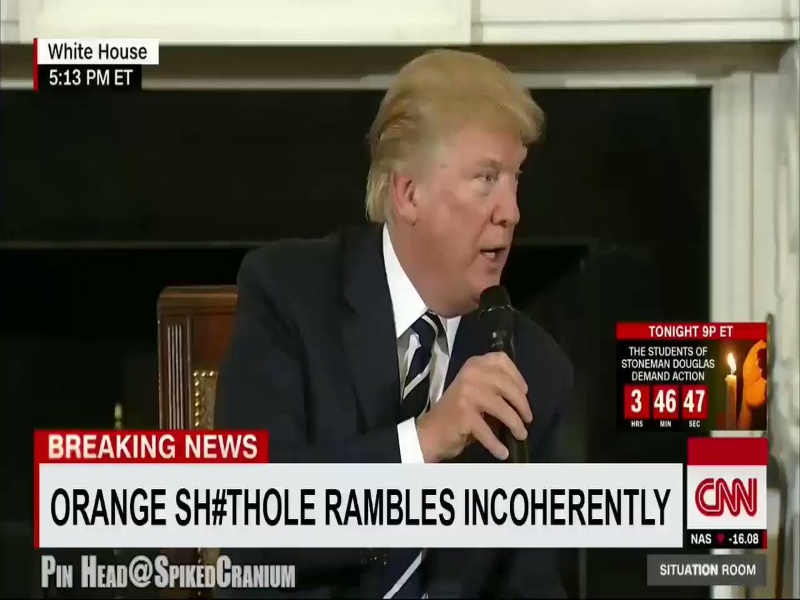 White House
5:13 PM ET
TONIGHT 9P ET
THE STUDENTS OF
STONEMAN DOUGLAS
DEMAND ACTION
3 46 47
HRS MIN SEC
BREAKING NEWS
ORANGE SH#THOLE RAMBLES INCOHERENTLY
CNN
NAS ▼ -16.08
PIN HEAD@SPIKEDCRANIUM
SITUATION ROOM